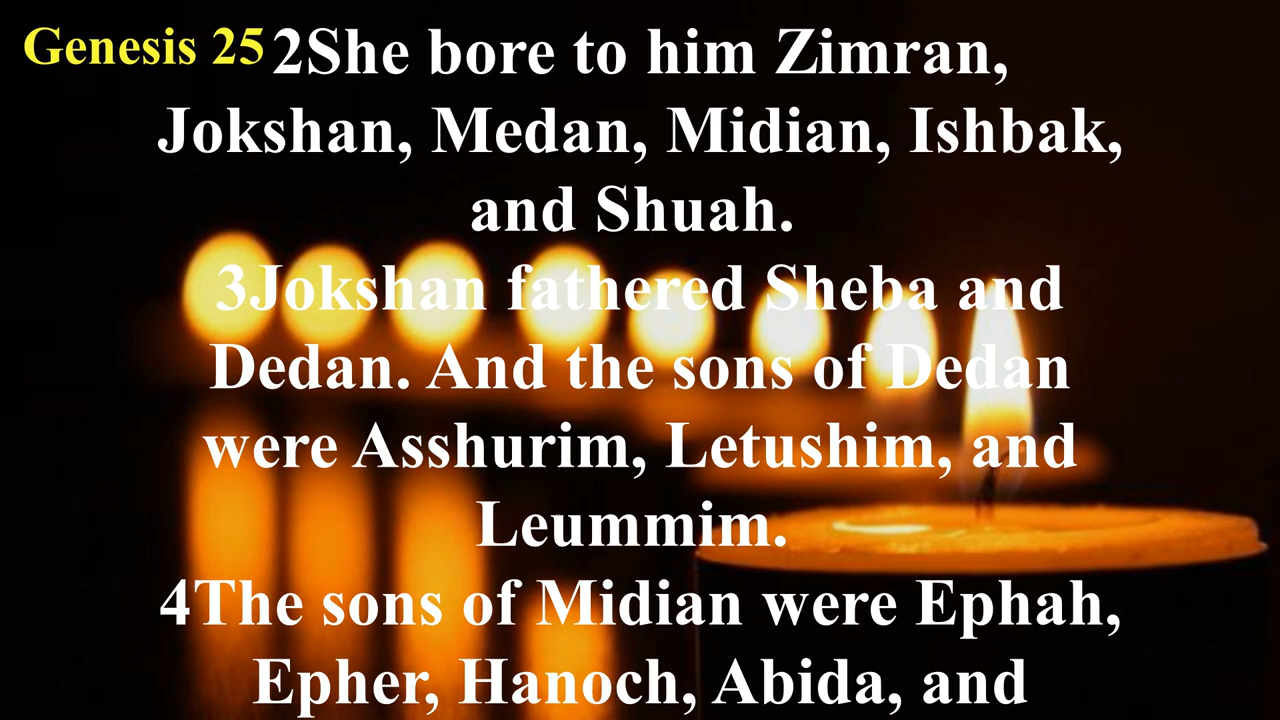 Genesis 25 2She bore to him Zimran,
Jokshan, Medan, Midian, Ishbak,
and Shuah.
3Jokshan fathered Sheba and
Dedan. And the sons of Dedan
were Asshurim, Letushim, and
Leummim.
4The sons of Midian were Ephah,
Epher, Hanoch, Abida, and